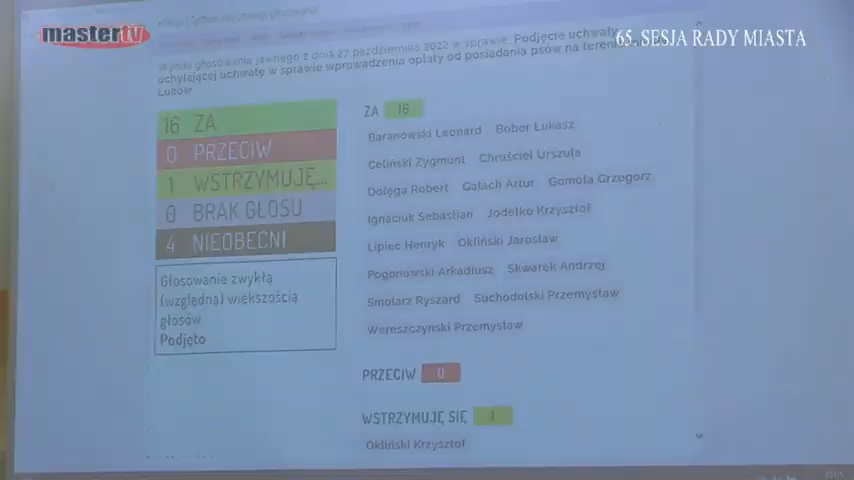 mastertv
65. SESJA RADY MIASTA
Wyniki głosowania jawnego z dnia 27 października 2022 w sprawie: Podjęcie uchwały
uchylającej uchwałę w sprawie wprowadzenia opłaty od posiadania psów na terenie
Łuków
16 ZA
0 PRZECIW
1 WSTRZYMUJĘ...
0 BRAK GŁOSU
4 NIEOBECNI
Głosowanie zwykłą
(względną) większością
głosów
Podjęto
ZA 16
Baranowski Leonard Bober Łukasz
Celiński Zygmunt Chruściel Urszula
Dołęga Robert Gałach Artur Gomoła Grzegorz
Ignaciuk Sebastian Jodełko Krzysztof
Lipiec Henryk Okliński Jarosław
Pogonowski Arkadiusz Skwarek Andrzej
Smolarz Ryszard Suchodolski Przemysław
Wereszczyński Przemysław
PRZECIW 0
WSTRZYMUJĘ SIĘ 1
Okliński Krzysztof